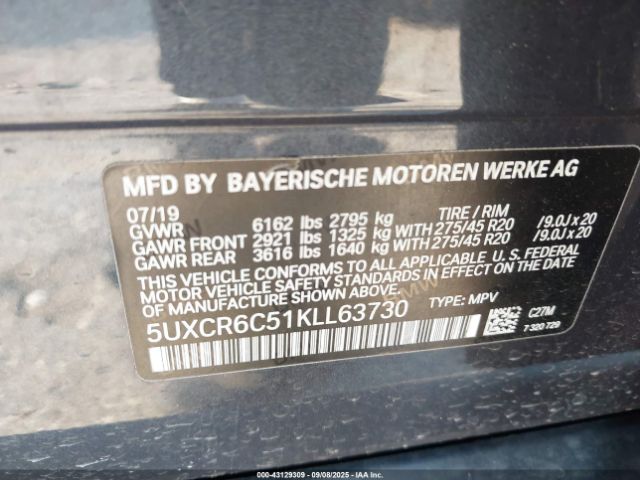 MFD BY BAYERISCHE MOTOREN WERKE AG
07/19 TIRE / RIM
GVWR 6162 lbs 2795 kg
GAWR FRONT 2921 lbs 1325 kg WITH 275/45 R20 /9.0J x 20
GAWR REAR 3616 lbs 1640 kg WITH 275/45 R20 /9.0J x 20
THIS VEHICLE CONFORMS TO ALL APPLICABLE U. S. FEDERAL
MOTOR VEHICLE SAFETY STANDARDS IN EFFECT ON THE
DATE OF MANUFACTURE SHOWN ABOVE.
5UXCR6C51KLL63730 TYPE: MPV
C27M
7 320 729
000-43129309 - 09/08/2025 - IAA Inc.